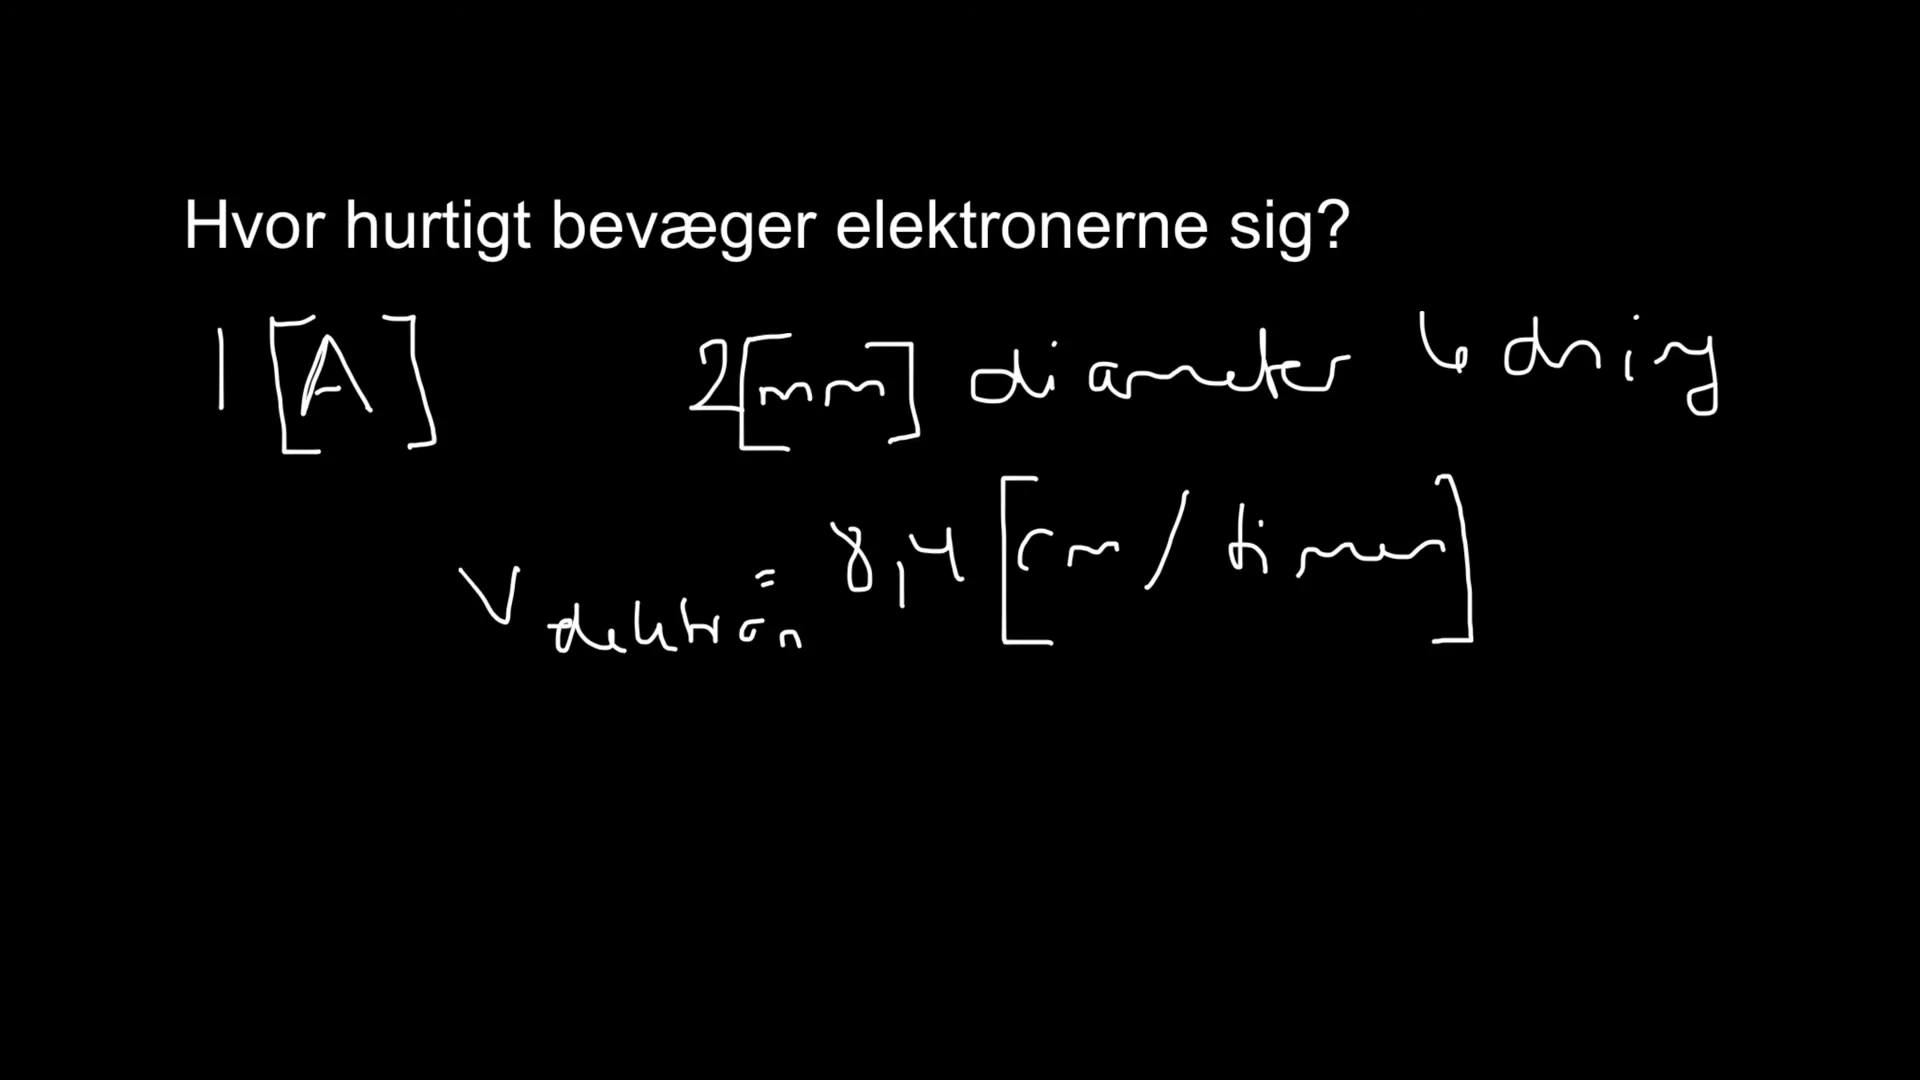 Hvor hurtigt bevæger elektronerne sig?
1 [A] 2[mm] diameter ledning
V elektron = 8,4 [cm/timen]